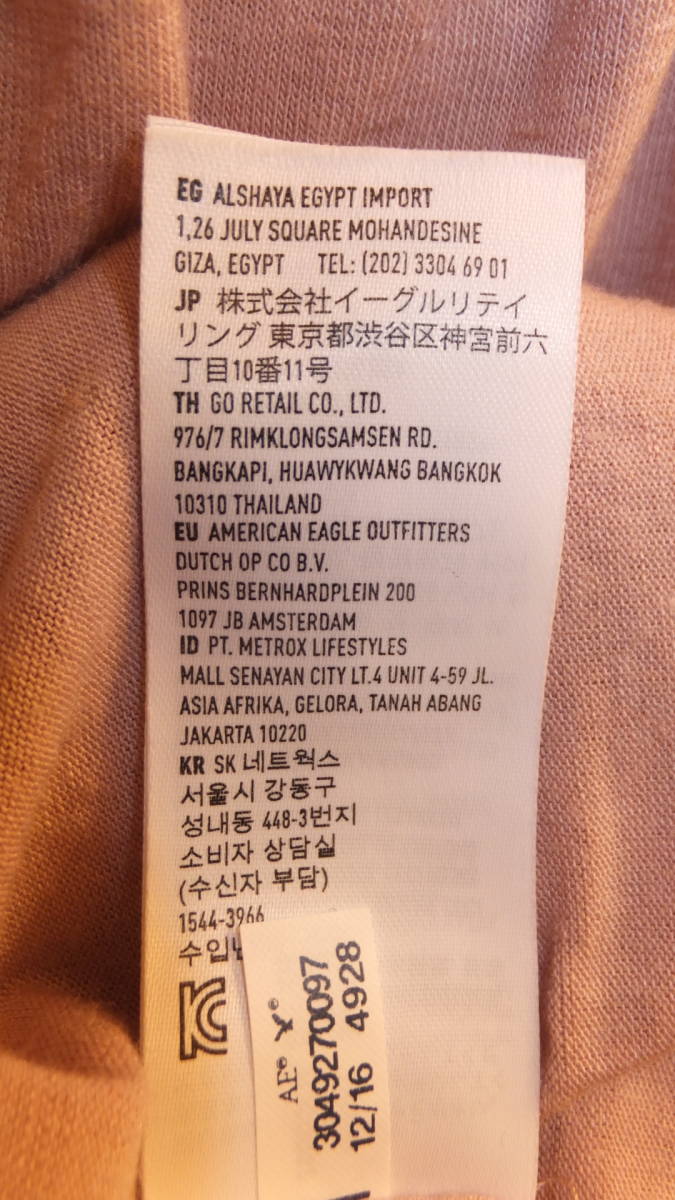 EG ALSHAYA EGYPT IMPORT
1,26 JULY SQUARE MOHANDESINE
GIZA, EGYPT TEL: (202) 3304 69 01
JP 株式会社イーグルリテイ
リング 東京都渋谷区神宮前六
丁目10番11号
TH GO RETAIL CO., LTD.
976/7 RIMKLONGSAMSEN RD.
BANGKAPI, HUAWYKWANG BANGKOK
10310 THAILAND
EU AMERICAN EAGLE OUTFITTERS
DUTCH OP CO B.V.
PRINS BERNHARDPLEIN 200
1097 JB AMSTERDAM
ID PT. METROX LIFESTYLES
MALL SENAYAN CITY LT.4 UNIT 4-59 JL.
ASIA AFRIKA, GELORA, TANAH ABANG
JAKARTA 10220
KR SK 네트웍스
서울시 강동구
성내동 448-3번지
소비자 상담실
(수신자 부담)
1544-3966
수입
AE®
3049270097
12/16 4928